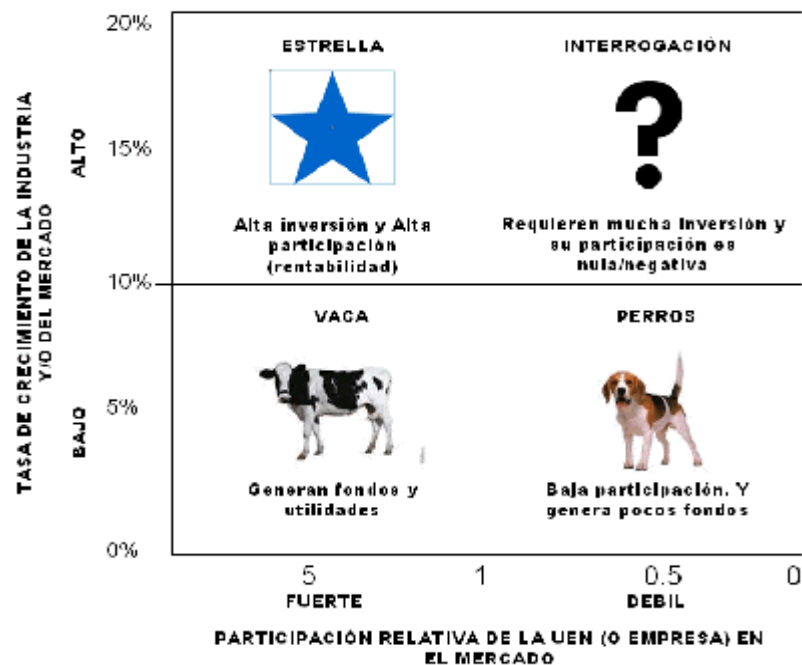 20%
ESTRELLA
INTERROGACIÓN
?
15%
ALTO
Alta inversión y Alta
participación
(rentabilidad)
Requieren mucha inversión y
su participación es
nula/negativa
10%
TASA DE CRECIMIENTO DE LA INDUSTRIA
Y/O DEL MERCADO
VACA
PERROS
5%
BAJO
Generan fondos y
utilidades
Baja participación. Y
genera pocos fondos
0%
5
1
0.5
0
FUERTE
DEBIL
PARTICIPACIÓN RELATIVA DE LA UEN (O EMPRESA) EN
EL MERCADO